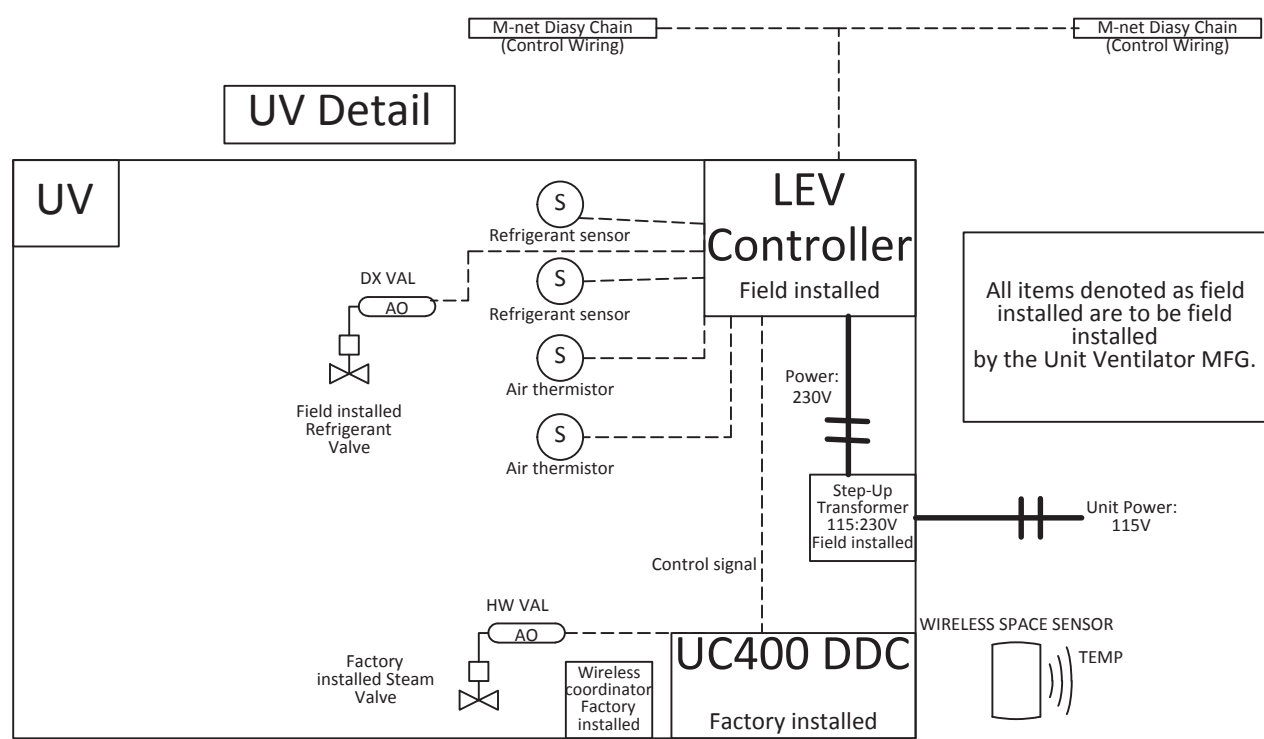 M-net Diasy Chain
(Control Wiring)
M-net Diasy Chain
(Control Wiring)
UV Detail
UV
LEV
Controller
Field installed
S
Refrigerant sensor
S
Refrigerant sensor
S
Air thermistor
S
Air thermistor
DX VAL
AO
Field installed
Refrigerant
Valve
All items denoted as field
installed are to be field
installed
by the Unit Ventilator MFG.
Power:
230V
Step-Up
Transformer
115:230V
Field installed
Unit Power:
115V
Control signal
HW VAL
AO
Factory
installed Steam
Valve
Wireless
coordinator
Factory
installed
UC400 DDC
Factory installed
WIRELESS SPACE SENSOR
TEMP